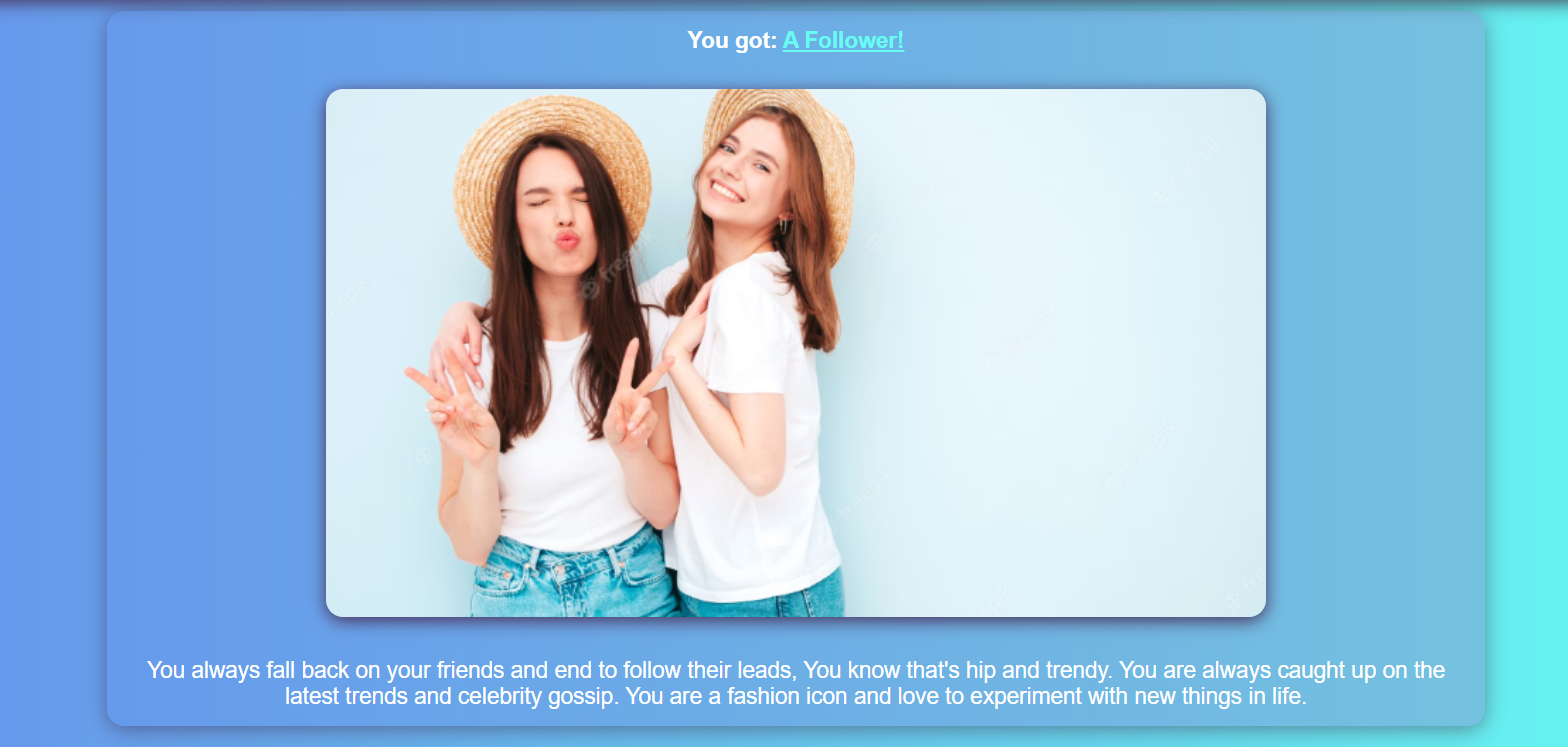 You got: A Follower!
freepik
You always fall back on your friends and end to follow their leads, You know that's hip and trendy. You are always caught up on the
latest trends and celebrity gossip. You are a fashion icon and love to experiment with new things in life.